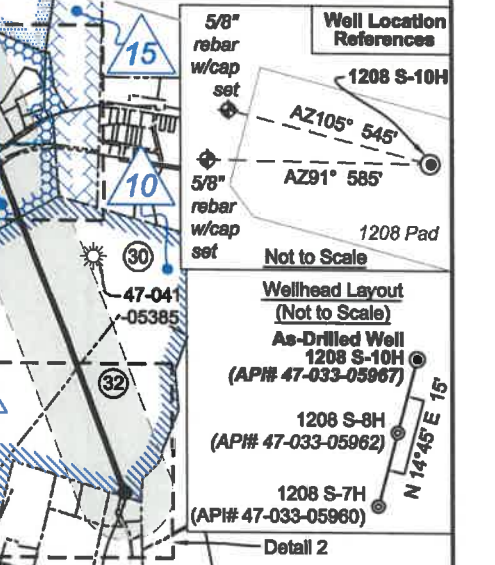 15
10
30
47-041
-05385
32
5/8"
rebar
w/cap
set
Well Location
References
1208 S-10H
AZ105° 545'
AZ91° 585'
5/8"
rebar
w/cap
set
1208 Pad
Not to Scale
Wellhead Layout
(Not to Scale)
As-Drilled Well
1208 S-10H
(API# 47-033-05967)
1208 S-8H
(API# 47-033-05962)
N 14°45' E 15'
1208 S-7H
(API# 47-033-05960)
Detail 2